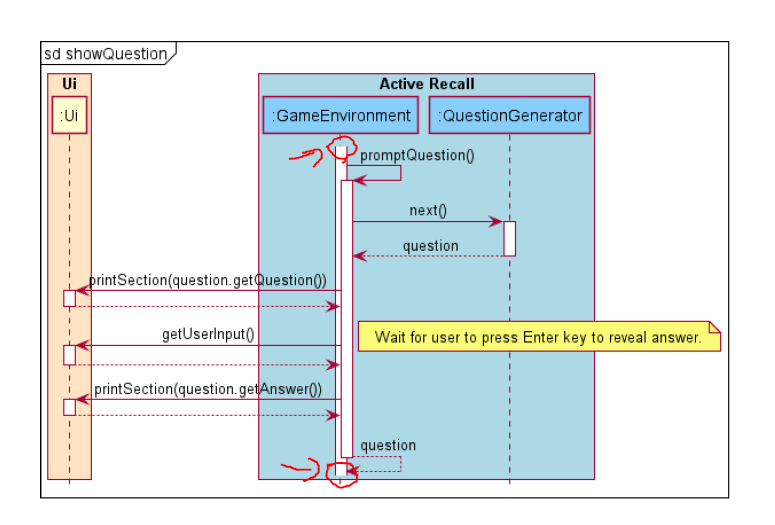 sd showQuestion
Ui
Active Recall
:Ui
:GameEnvironment
:QuestionGenerator
promptQuestion()
next()
question
printSection(question.getQuestion())
getUserInput()
Wait for user to press Enter key to reveal answer.
printSection(question.getAnswer())
question